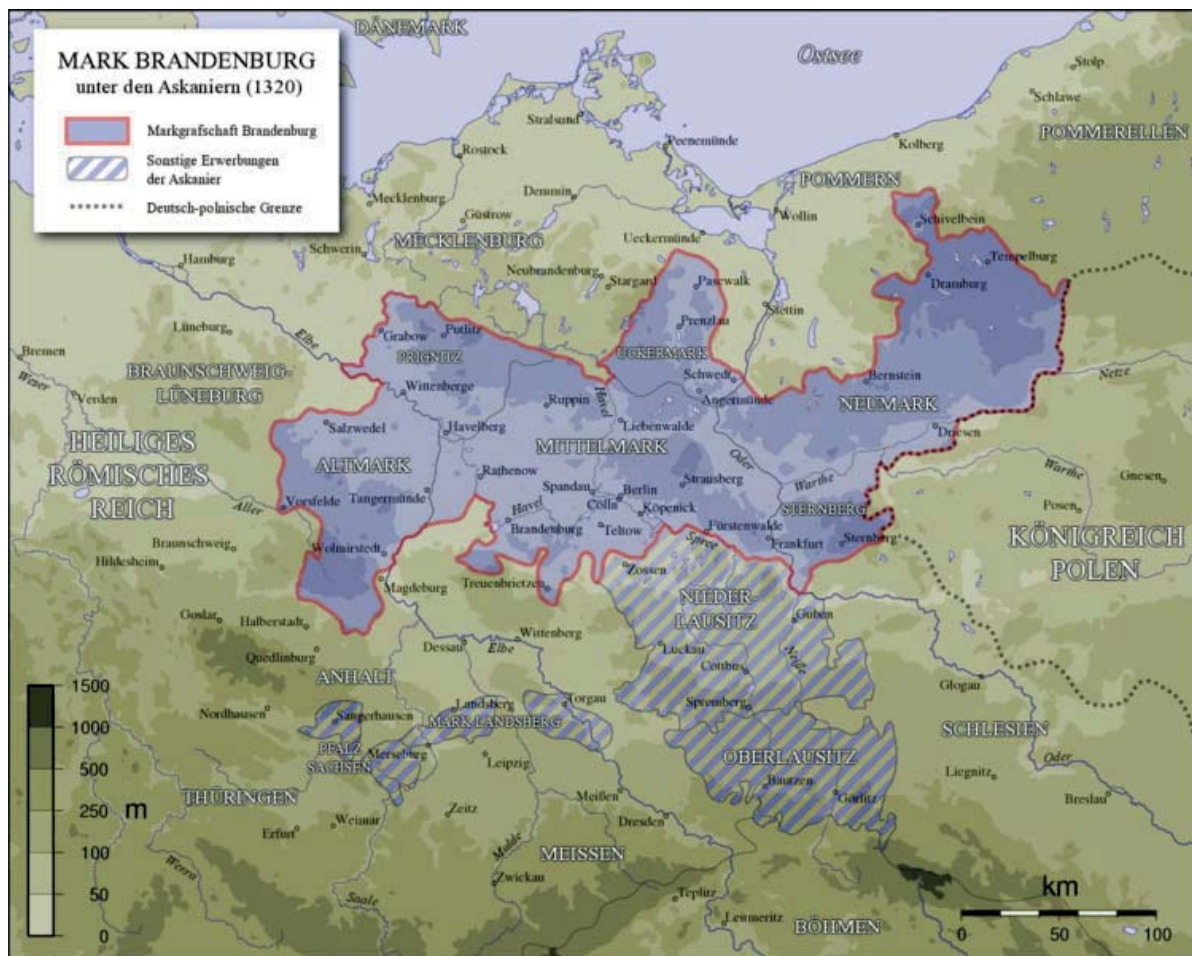 MARK BRANDENBURG
unter den Askaniern (1320)
Markgrafschaft Brandenburg
Sonstige Erwerbungen
der Askanier
Deutsch-polnische Grenze
DÄNEMARK
Ostsee
Stolp
Schlawe
POMMERELLEN
Stralsund
Peenemünde
Kolberg
Rostock
POMMERN
Mecklenburg
Demmin
Wollin
Güstrow
Schivelbein
MECKLENBURG
Ueckermünde
Schwerin
Hamburg
Neubrandenburg
Stargard
Pasewalk
Tempelburg
Dramburg
Stettin
Lüneburg
Elbe
Grabow
Putlitz
Prenzlau
PRIGNITZ
UCKERMARK
Bremen
Weser
BRAUNSCHWEIG-
LÜNEBURG
Verden
Wittenberge
Schwedt
Bernstein
Netze
Ruppin
Havel
Angermünde
NEUMARK
Salzwedel
Havelberg
Liebenwalde
Driesen
HEILIGES
RÖMISCHES
REICH
MITTELMARK
ALTMARK
Oder
Warthe
Warthe
Gnesen
Rathenow
Strausberg
Tangermünde
Spandau
Berlin
Vorsfelde
Aller
Cölln
Köpenick
STERNBERG
Posen
Havel
Brandenburg
Teltow
Fürstenwalde
KÖNIGREICH
POLEN
Braunschweig
Wolmirstedt
Spree
Frankfurt
Sternberg
Hildesheim
Zossen
Magdeburg
Treuenbrietzen
NIEDER-
LAUSITZ
Goslar
Halberstadt
Guben
Wittenberg
Dessau
Elbe
Luckau
Neiße
Quedlinburg
Cottbus
ANHALT
Glogau
Nordhausen
Landsberg
Torgau
Spremberg
Sangerhausen
MARK LANDSBERG
SCHLESIEN
PFALZ
SACHSEN
Merseburg
OBERLAUSITZ
Leipzig
Oder
Liegnitz
Bautzen
THÜRINGEN
Meißen
Görlitz
Breslau
Zeitz
Dresden
Erfurt
Weimar
Mulde
MEISSEN
Werra
Zwickau
Saale
Teplitz
Leitmeritz
BÖHMEN
1500
1000
500
250
100
50
0
m
km
0 50 100